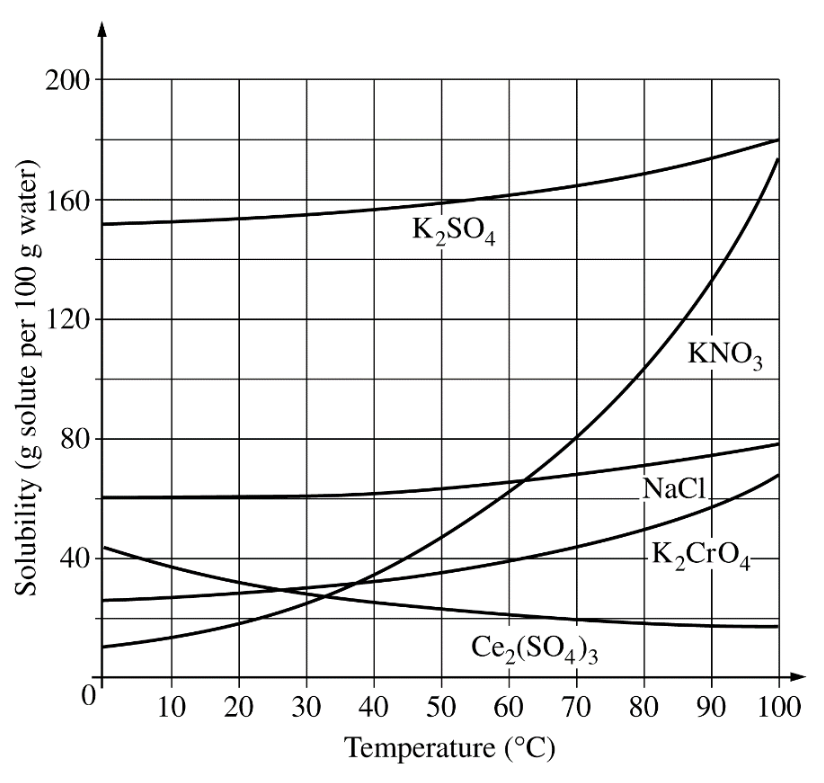 Solubility (g solute per 100 g water)
200
160
120
80
40
0
K₂SO₄
KNO₃
NaCl
K₂CrO₄
Ce₂(SO₄)₃
10 20 30 40 50 60 70 80 90 100
Temperature (°C)